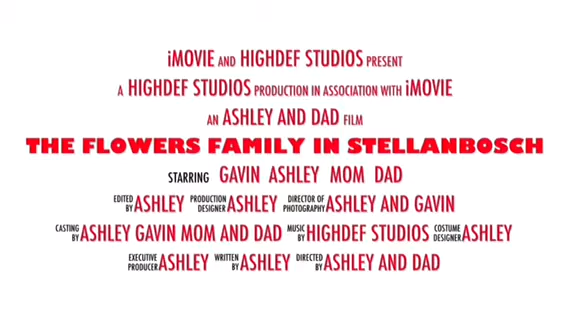 iMOVIE AND HIGHDEF STUDIOS PRESENT
A HIGHDEF STUDIOS PRODUCTION IN ASSOCIATION WITH iMOVIE
AN ASHLEY AND DAD FILM
THE FLOWERS FAMILY IN STELLANBOSCH
STARRING GAVIN ASHLEY MOM DAD
EDITED BY ASHLEY PRODUCTION DESIGNER ASHLEY DIRECTOR OF PHOTOGRAPHY ASHLEY AND GAVIN
CASTING BY ASHLEY GAVIN MOM AND DAD MUSIC BY HIGHDEF STUDIOS COSTUME DESIGNER ASHLEY
EXECUTIVE PRODUCER ASHLEY WRITTEN BY ASHLEY DIRECTED BY ASHLEY AND DAD